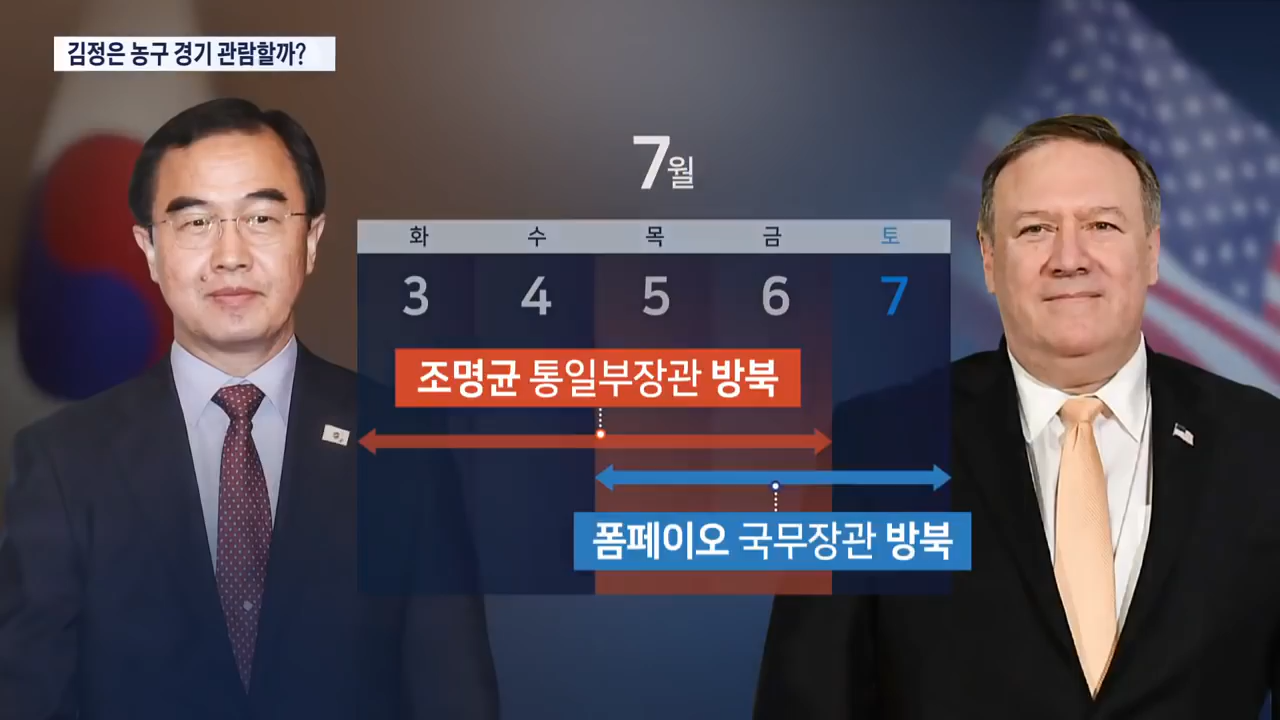 김정은 농구 경기 관람할까?
7월
화 수 목 금 토
3 4 5 6 7
조명균 통일부장관 방북
폼페이오 국무장관 방북